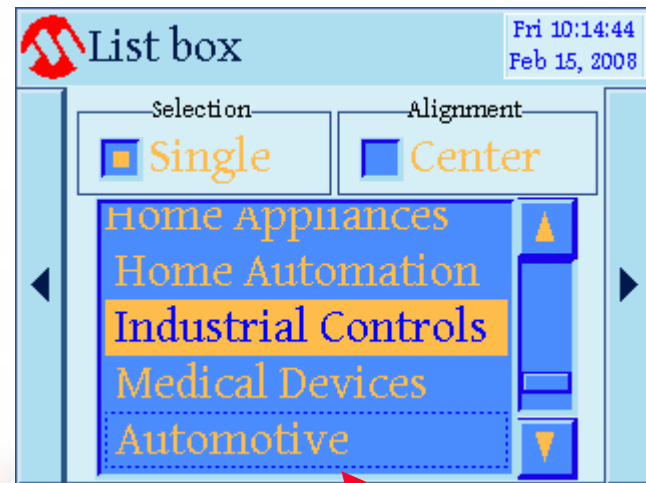 List box
Fri 10:14:44
Feb 15, 2008
Selection
Alignment
Single
Center
Home Appliances
Home Automation
Industrial Controls
Medical Devices
Automotive